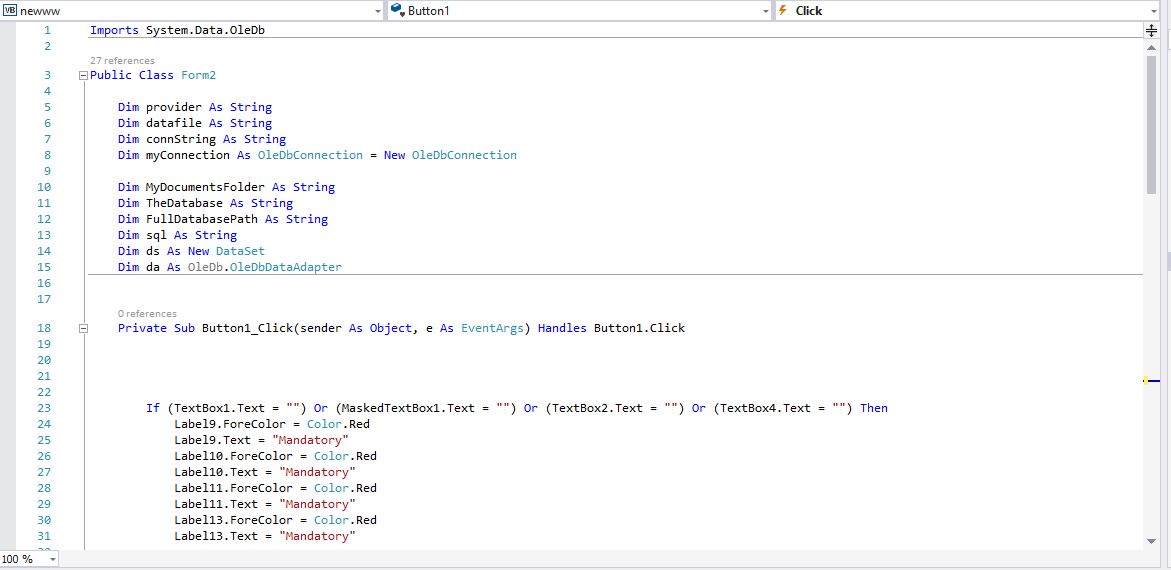 VB newww Button1 Click
1 Imports System.Data.OleDb
2
27 references
3 Public Class Form2
4
5 Dim provider As String
6 Dim datafile As String
7 Dim connString As String
8 Dim myConnection As OleDbConnection = New OleDbConnection
9
10 Dim MyDocumentsFolder As String
11 Dim TheDatabase As String
12 Dim FullDatabasePath As String
13 Dim sql As String
14 Dim ds As New DataSet
15 Dim da As OleDb.OleDbDataAdapter
16
17
0 references
18 Private Sub Button1_Click(sender As Object, e As EventArgs) Handles Button1.Click
19
20
21
22
23 If (TextBox1.Text = "") Or (MaskedTextBox1.Text = "") Or (TextBox2.Text = "") Or (TextBox4.Text = "") Then
24 Label9.ForeColor = Color.Red
25 Label9.Text = "Mandatory"
26 Label10.ForeColor = Color.Red
27 Label10.Text = "Mandatory"
28 Label11.ForeColor = Color.Red
29 Label11.Text = "Mandatory"
30 Label13.ForeColor = Color.Red
31 Label13.Text = "Mandatory"
100 %